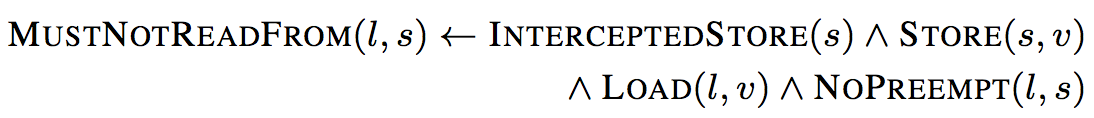 MUSTNOTREADFROM(l, s) ← INTERCEPTEDSTORE(s) ∧ STORE(s, v)
∧ LOAD(l, v) ∧ NOPREEMPT(l, s)